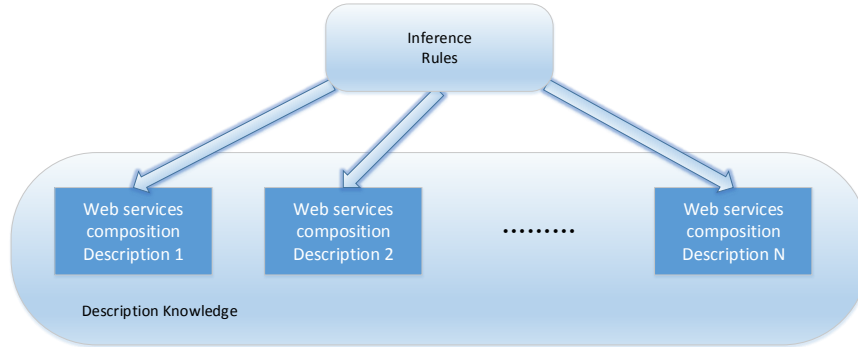 Inference
Rules
Web services
composition
Description 1
Web services
composition
Description 2
.........
Web services
composition
Description N
Description Knowledge